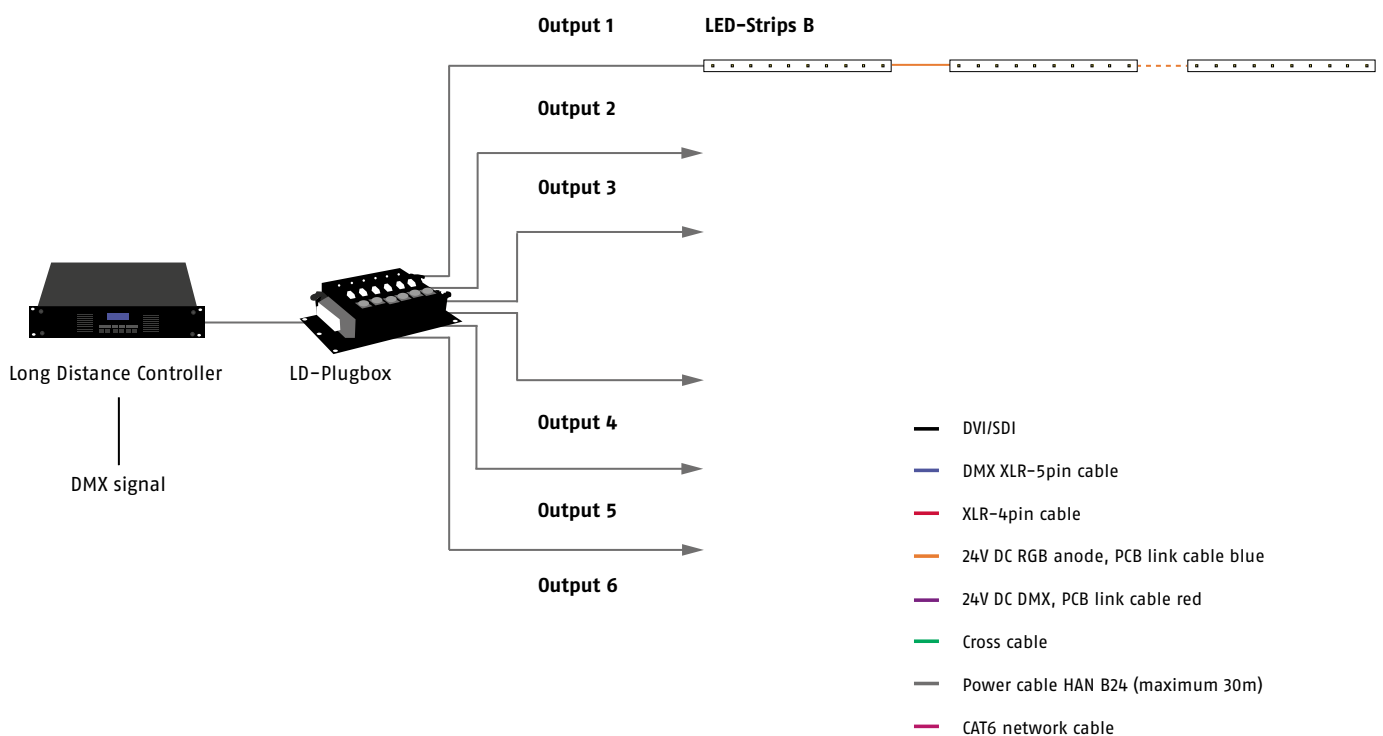 Output 1
LED-Strips B
Output 2
Output 3
Long Distance Controller
LD-Plugbox
DMX signal
Output 4
Output 5
Output 6
DVI/SDI
DMX XLR-5pin cable
XLR-4pin cable
24V DC RGB anode, PCB link cable blue
24V DC DMX, PCB link cable red
Cross cable
Power cable HAN B24 (maximum 30m)
CAT6 network cable